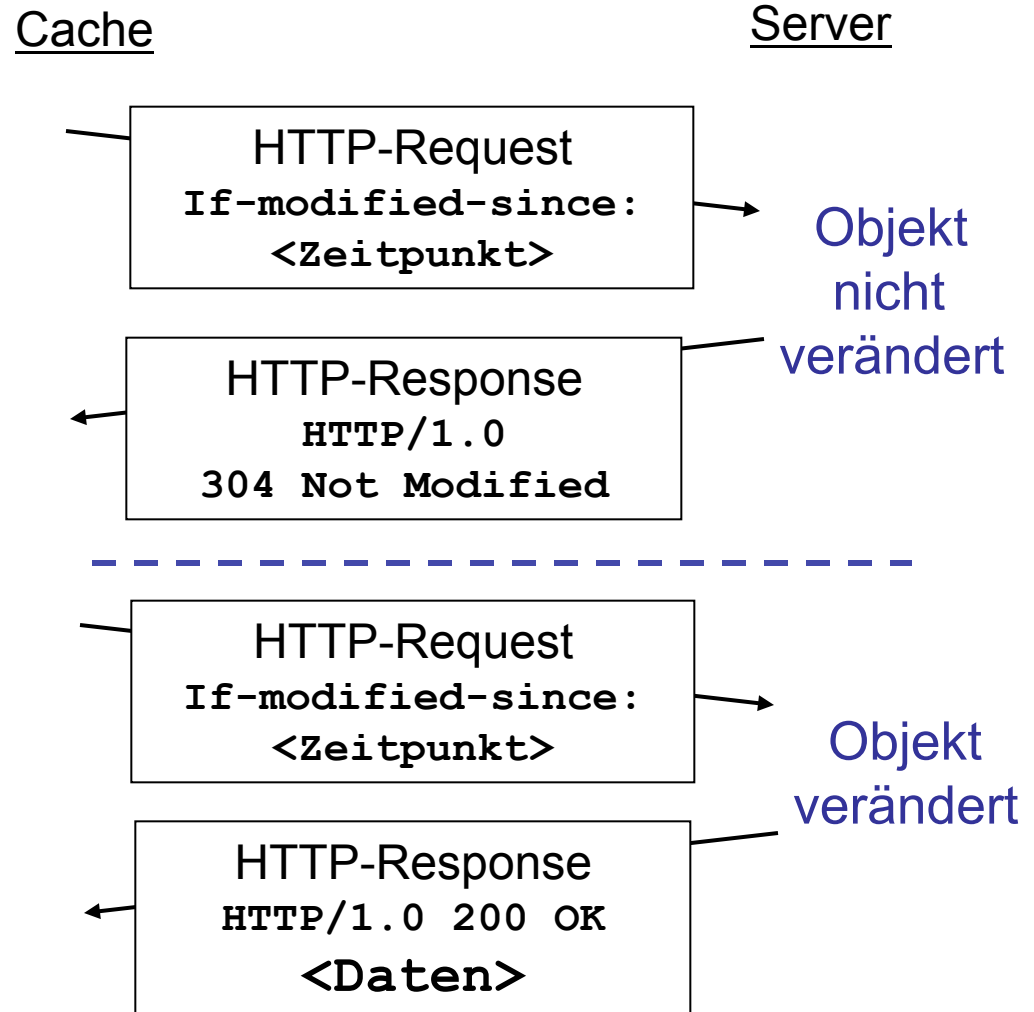 Cache
Server
HTTP-Request
If-modified-since:
<Zeitpunkt>
Objekt
nicht
verändert
HTTP-Response
HTTP/1.0
304 Not Modified
HTTP-Request
If-modified-since:
<Zeitpunkt>
Objekt
verändert
HTTP-Response
HTTP/1.0 200 OK
<Daten>